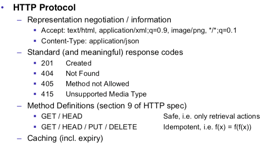 • HTTP Protocol
– Representation negotiation / information
• Accept: text/html, application/xml;q=0.9, image/png, */*;q=0.1
• Content-Type: application/json
– Standard (and meaningful) response codes
• 201 Created
• 404 Not Found
• 405 Method not Allowed
• 415 Unsupported Media Type
– Method Definitions (section 9 of HTTP spec)
• GET / HEAD Safe, i.e. only retrieval actions
• GET / HEAD / PUT / DELETE Idempotent, i.e. f(x) = f(f(x))
– Caching (incl. expiry)